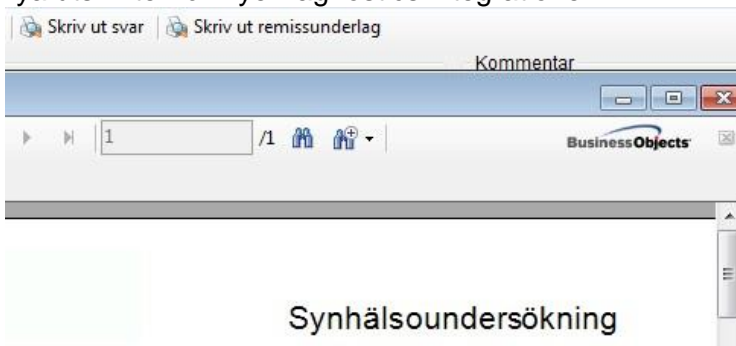 Skriv ut svar Skriv ut remissunderlag
Kommentar
1 /1 BusinessObjects
Synhälsoundersökning